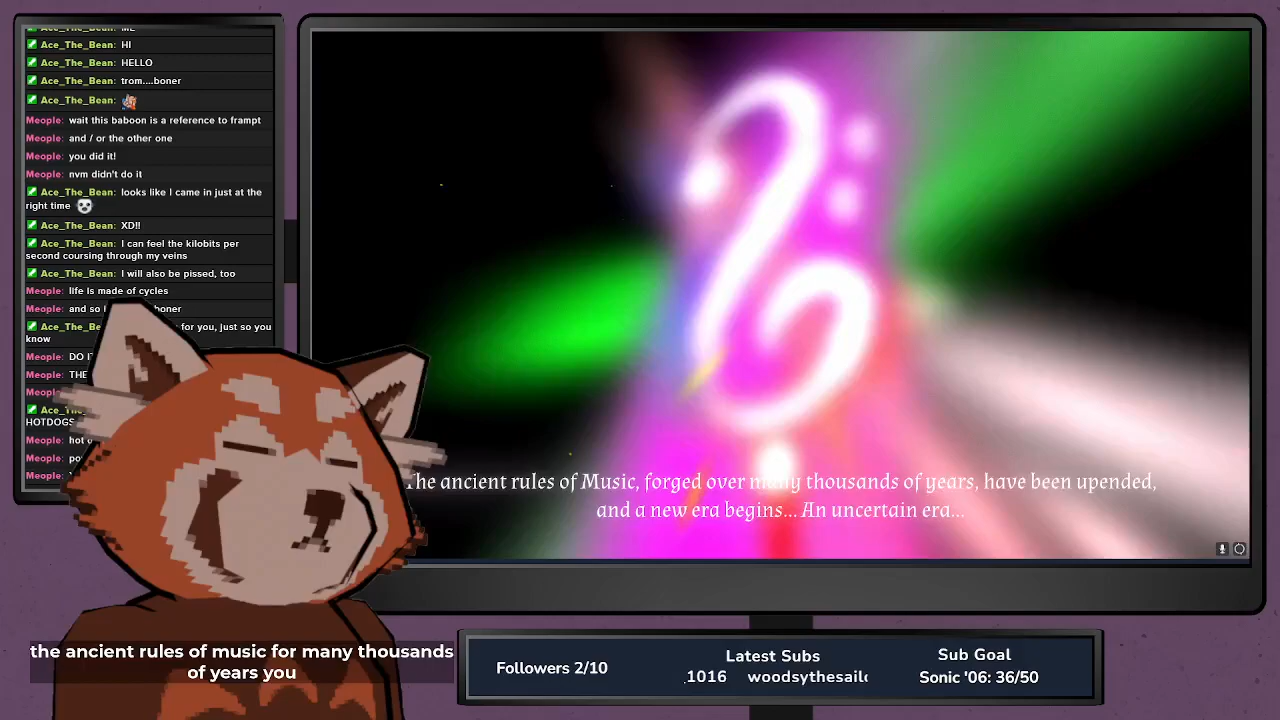 Ace_The_Bean: ME
Ace_The_Bean: HI
Ace_The_Bean: HELLO
Ace_The_Bean: trom....boner
Ace_The_Bean:
Meople: wait this baboon is a reference to frampt
Meople: and / or the other one
Meople: you did it!
Meople: nvm didn't do it
Ace_The_Bean: looks like I came in just at the
right time
Ace_The_Bean: XD!!
Ace_The_Bean: I can feel the kilobits per
second coursing through my veins
Ace_The_Bean: I will also be pissed, too
Meople: life is made of cycles
Meople: and so boner
Ace_The for you, just so you
know
Meople: DO
Meople: THE
HOTDOGS
Meople: hot
Meople:
Meople:
The ancient rules of Music, forged over many thousands of years, have been upended,
and a new era begins... An uncertain era...
the ancient rules of music for many thousands
of years you
Followers 2/10
Latest Subs
.1016 woodsythesail
Sub Goal
Sonic '06: 36/50